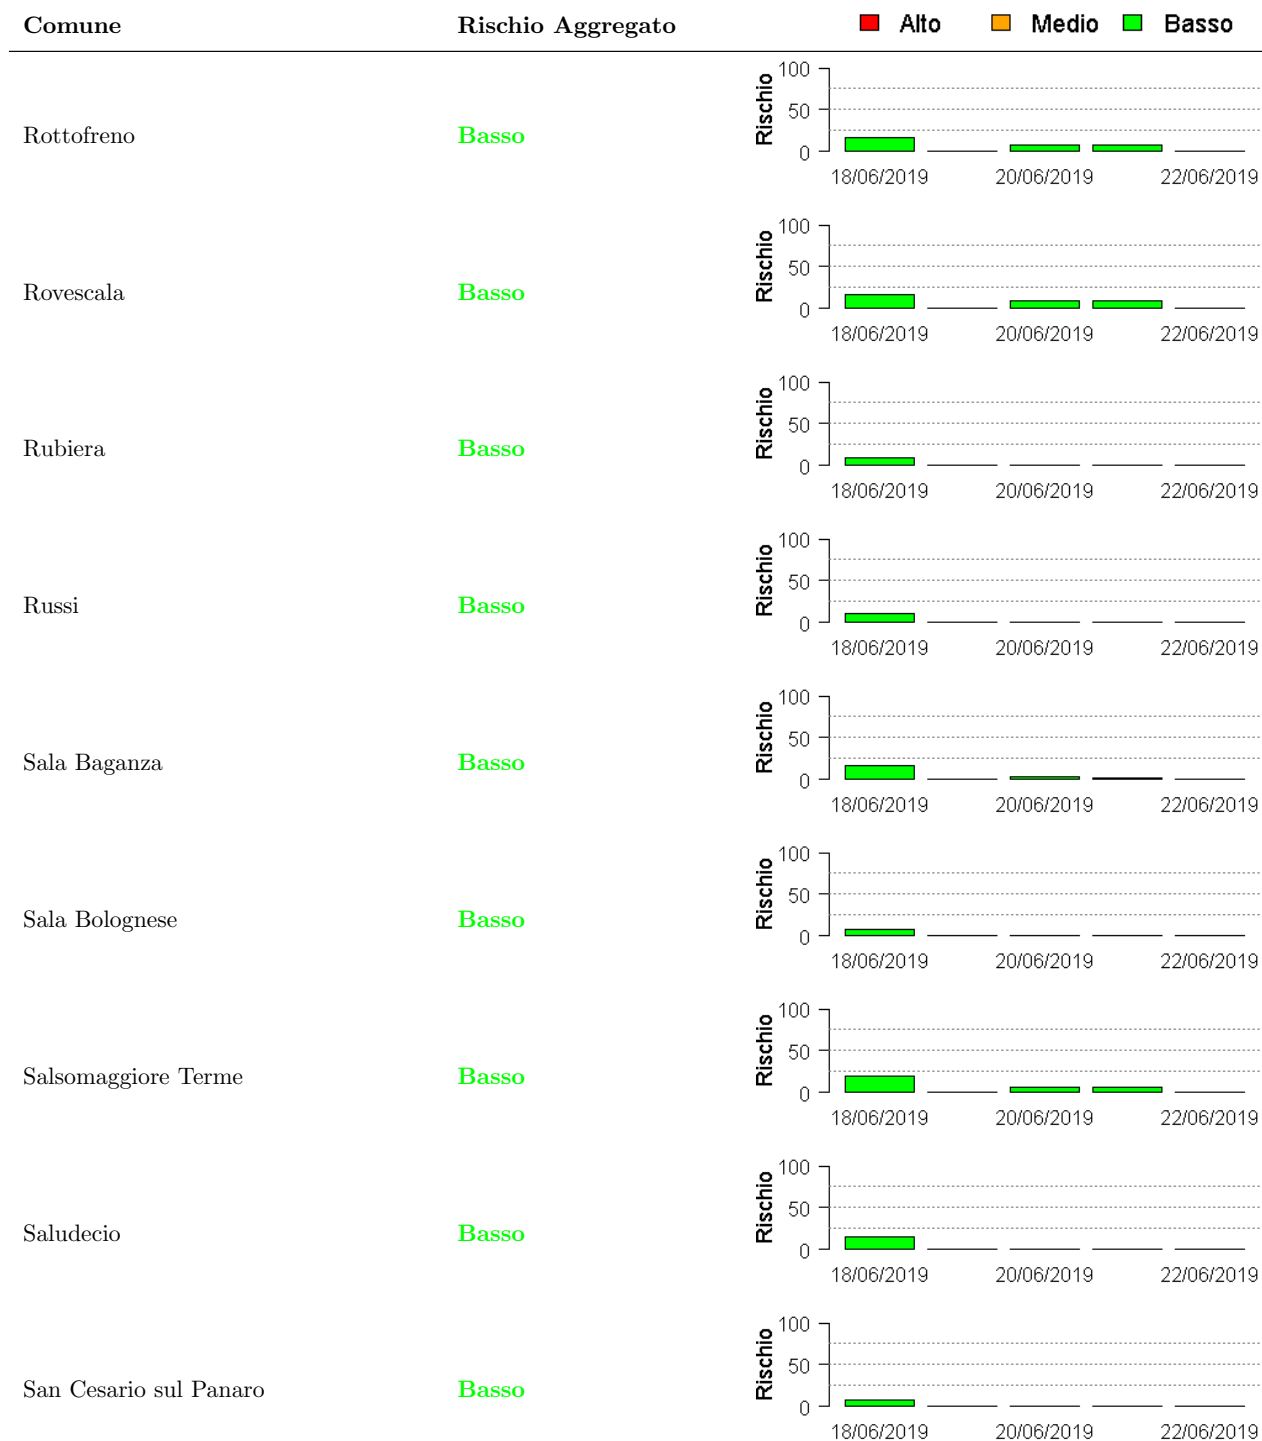 Comune Rischio Aggregato Alto Medio Basso
Rottofreno Basso Rischio 100 50 0
18/06/2019 20/06/2019 22/06/2019
Rovescala Basso Rischio 100 50 0
18/06/2019 20/06/2019 22/06/2019
Rubiera Basso Rischio 100 50 0
18/06/2019 20/06/2019 22/06/2019
Russi Basso Rischio 100 50 0
18/06/2019 20/06/2019 22/06/2019
Sala Baganza Basso Rischio 100 50 0
18/06/2019 20/06/2019 22/06/2019
Sala Bolognese Basso Rischio 100 50 0
18/06/2019 20/06/2019 22/06/2019
Salsomaggiore Terme Basso Rischio 100 50 0
18/06/2019 20/06/2019 22/06/2019
Saludecio Basso Rischio 100 50 0
18/06/2019 20/06/2019 22/06/2019
San Cesario sul Panaro Basso Rischio 100 50 0
18/06/2019 20/06/2019 22/06/2019